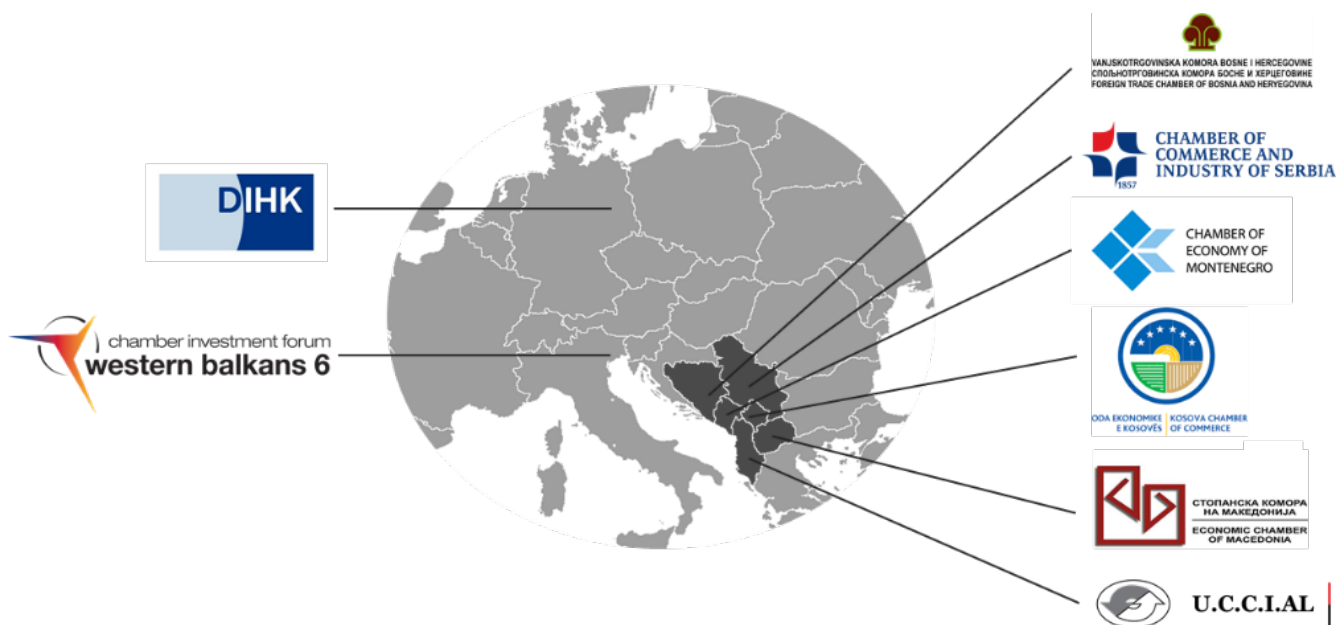 DIHK
chamber investment forum
western balkans 6
VANJSKOTRGOVINSKA KOMORA BOSNE I HERCEGOVINE
СПОЉНОТРГОВИНСКА КОМОРА БОСНЕ И ХЕРЦЕГОВИНЕ
FOREIGN TRADE CHAMBER OF BOSNIA AND HERYEGOVINA
CHAMBER OF
COMMERCE AND
INDUSTRY OF SERBIA
1857
CHAMBER OF
ECONOMY OF
MONTENEGRO
ODA EKONOMIKE KOSOVA CHAMBER
E KOSOVËS OF COMMERCE
СТОПАНСКА КОМОРА
НА МАКЕДОНИЈА
ECONOMIC CHAMBER
OF MACEDONIA
U.C.C.I.AL